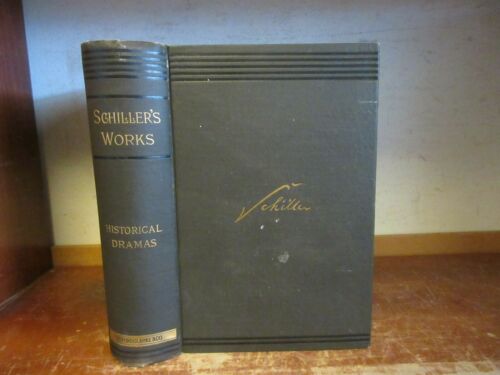 SCHILLER'S
WORKS
HISTORICAL
DRAMAS
Schiller